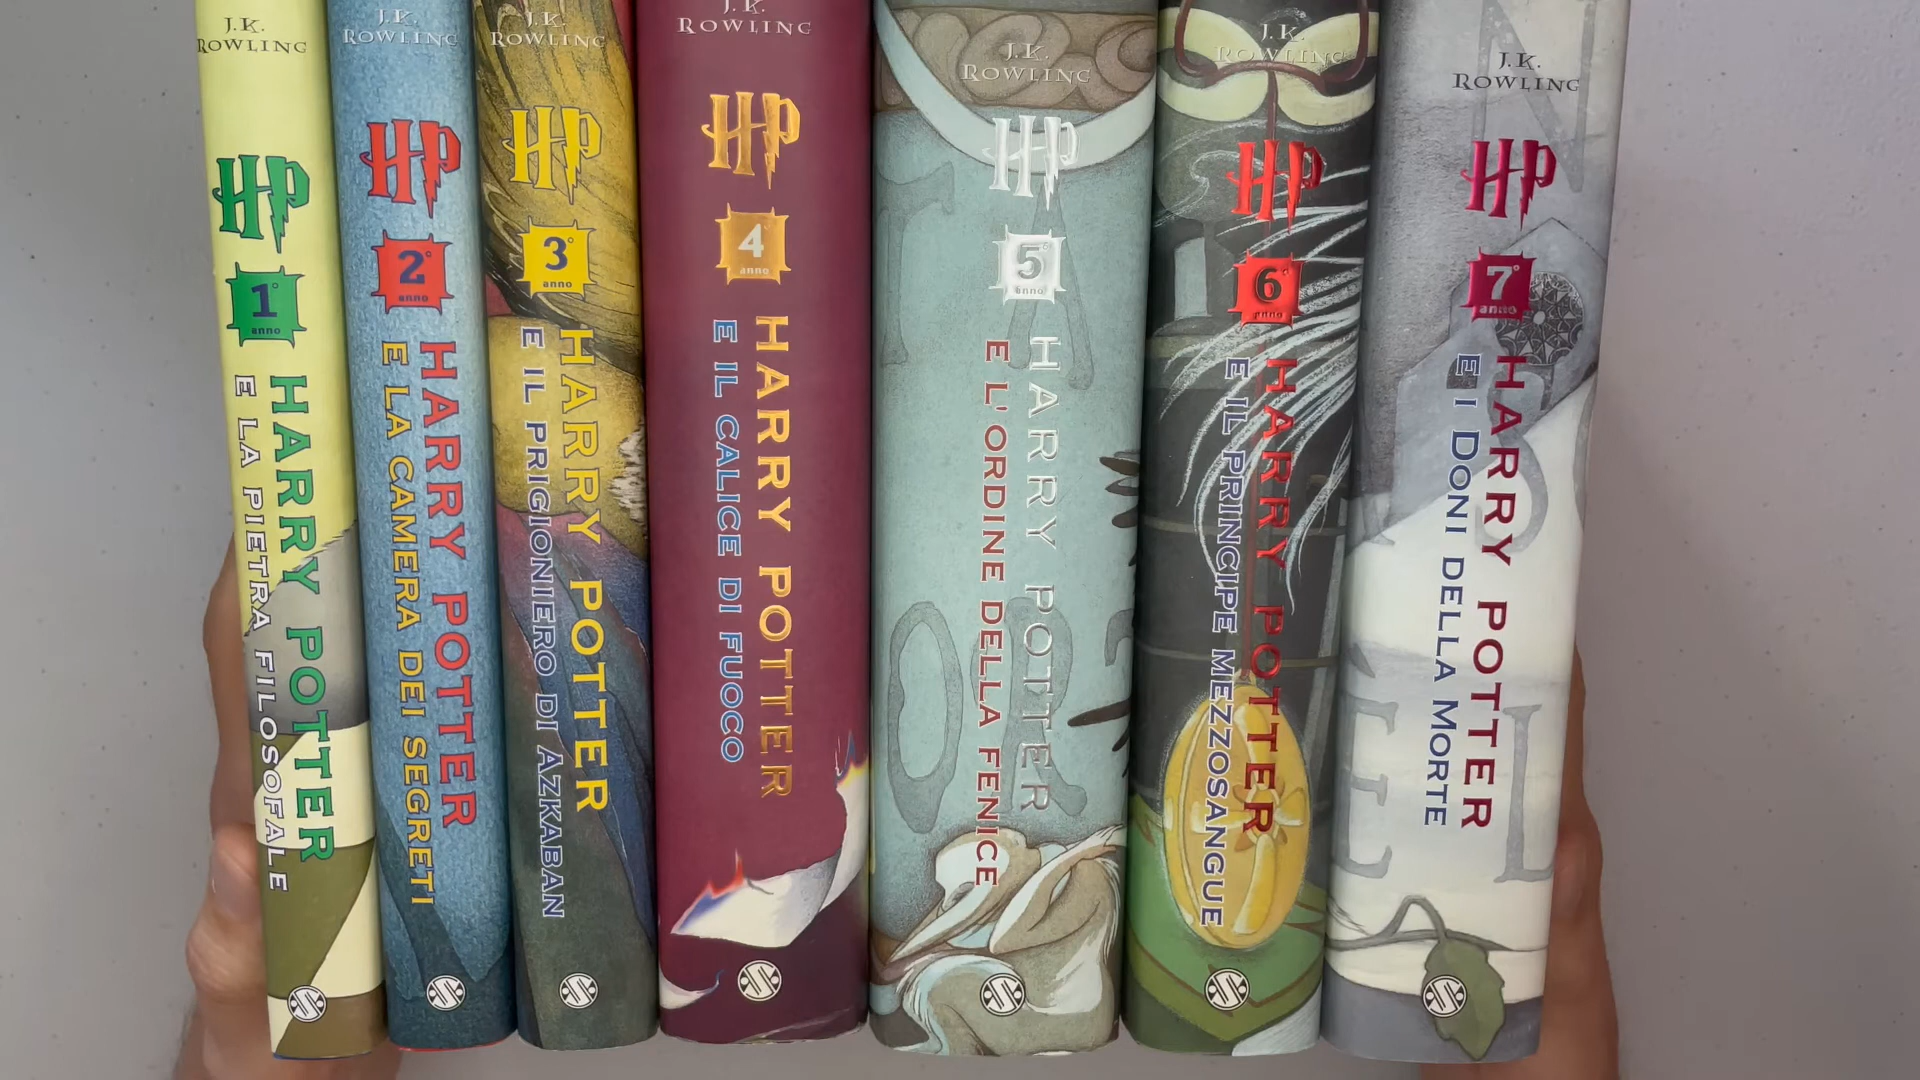 J.K.
ROWLING
HP
1°
anno
HARRY POTTER
E LA PIETRA FILOSOFALE
J.K.
ROWLING
HP
2°
anno
HARRY POTTER
E LA CAMERA DEI SEGRETI
J.K.
ROWLING
HP
3°
anno
HARRY POTTER
E IL PRIGIONIERO DI AZKABAN
J.K.
ROWLING
HP
4°
anno
HARRY POTTER
E IL CALICE DI FUOCO
J.K.
ROWLING
HP
5°
anno
HARRY POTTER
E L'ORDINE DELLA FENICE
J.K.
ROWLING
HP
6°
anno
HARRY POTTER
E IL PRINCIPE MEZZOSANGUE
J.K.
ROWLING
HP
7°
anno
HARRY POTTER
E I DONI DELLA MORTE